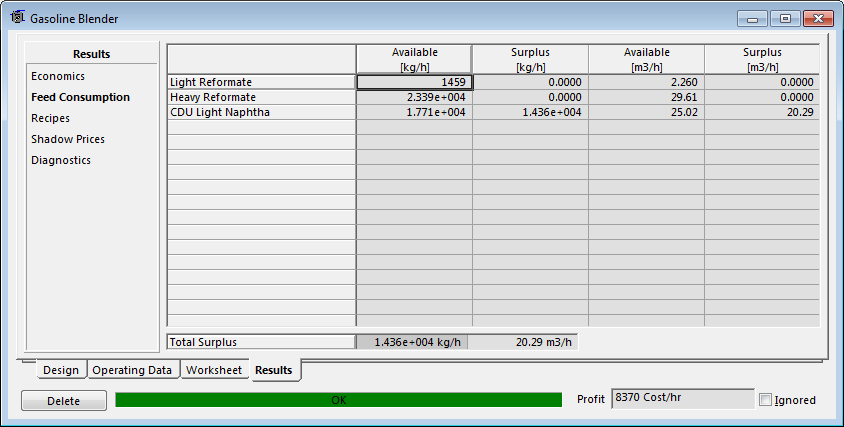 Gasoline Blender
Results
Economics
Feed Consumption
Recipes
Shadow Prices
Diagnostics
Available [kg/h] Surplus [kg/h] Available [m3/h] Surplus [m3/h]
Light Reformate 1459 0.0000 2.260 0.0000
Heavy Reformate 2.339e+004 0.0000 29.61 0.0000
CDU Light Naphtha 1.771e+004 1.436e+004 25.02 20.29
Total Surplus 1.436e+004 kg/h 20.29 m3/h
Design Operating Data Worksheet Results
Delete OK Profit 8370 Cost/hr Ignored